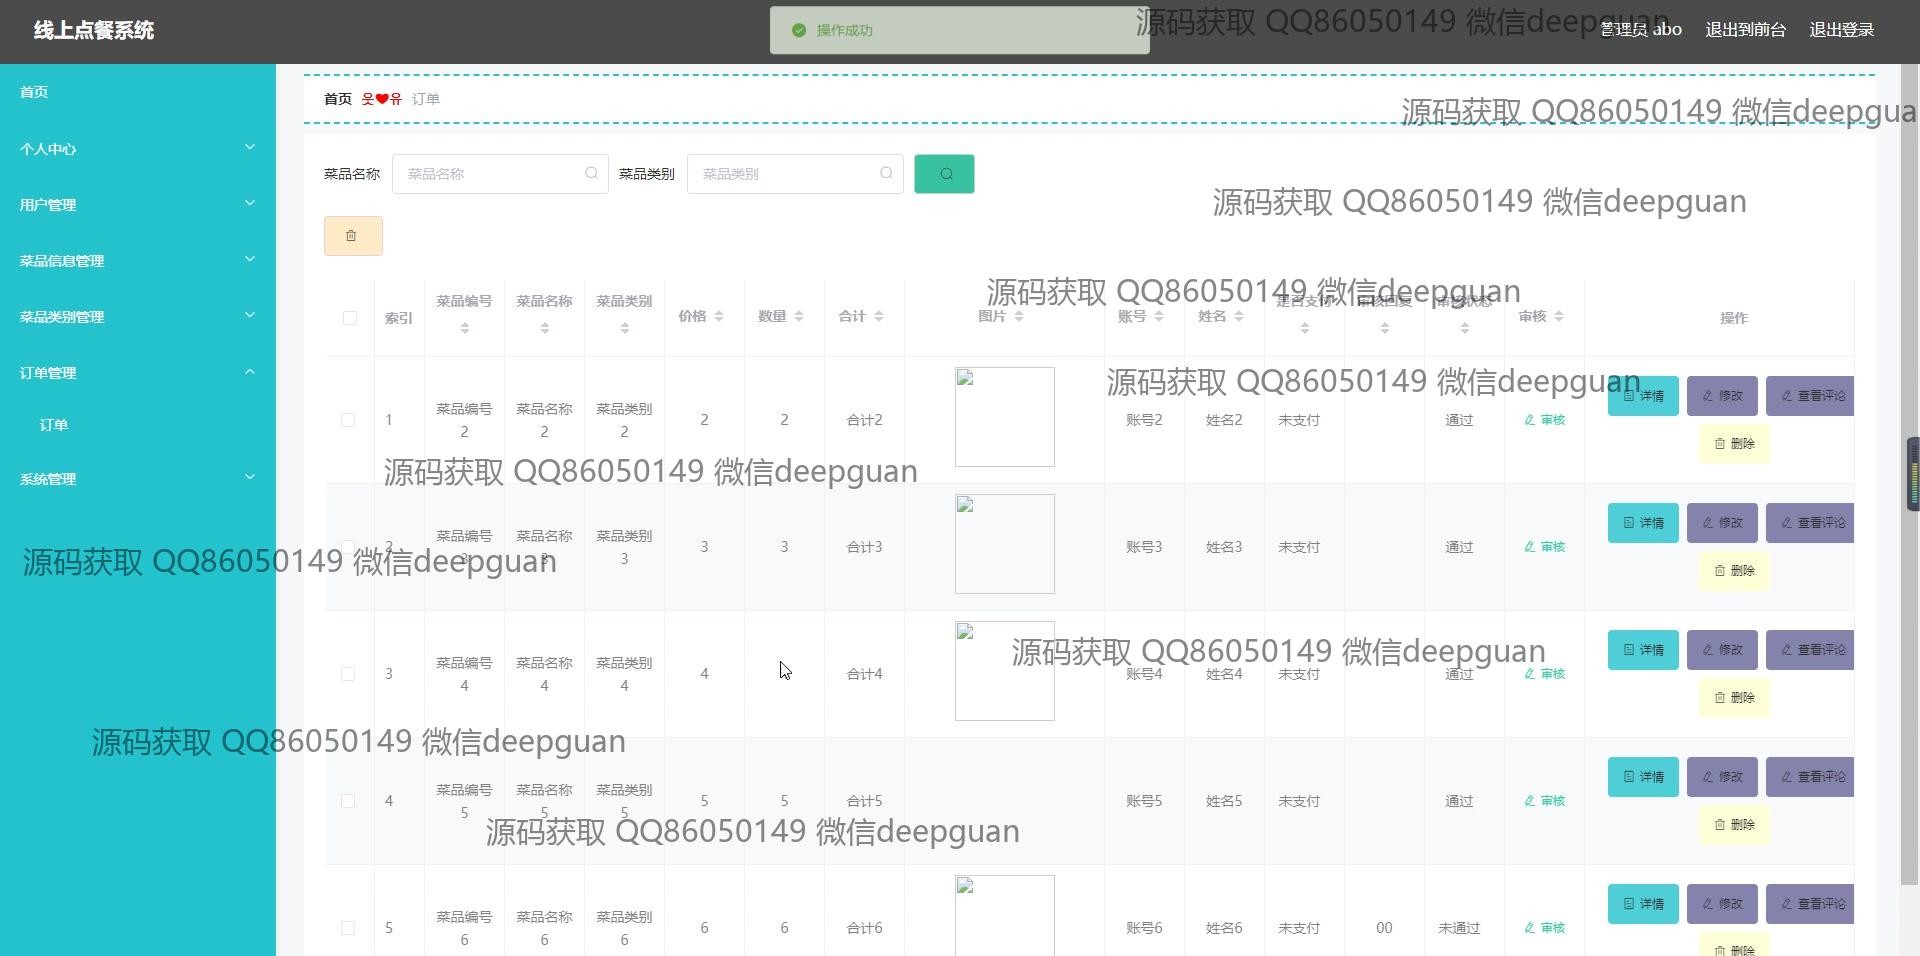 线上点餐系统
操作成功
源码获取 QQ86050149 微信deepguan
管理员 abo 退出到前台 退出登录
首页
个人中心
用户管理
菜品信息管理
菜品类别管理
订单管理
订单
系统管理
首页 웃❤유 订单
源码获取 QQ86050149 微信deepgua
菜品名称 菜品名称 菜品类别 菜品类别
源码获取 QQ86050149 微信deepguan
源码获取 QQ86050149 微信deepguan
索引 菜品编号 菜品名称 菜品类别 价格 数量 合计 图片 账号 姓名 是否支付 审核回复 审核状态 审核 操作
源码获取 QQ86050149 微信deepguan
1 菜品编号2 菜品名称2 菜品类别2 2 2 合计2 账号2 姓名2 未支付 通过 审核 详情 修改 查看评论 删除
源码获取 QQ86050149 微信deepguan
2 菜品编号3 菜品名称3 菜品类别3 3 3 合计3 账号3 姓名3 未支付 通过 审核 详情 修改 查看评论 删除
源码获取 QQ86050149 微信deepguan
源码获取 QQ86050149 微信deepguan
3 菜品编号4 菜品名称4 菜品类别4 4 合计4 账号4 姓名4 未支付 通过 审核 详情 修改 查看评论 删除
源码获取 QQ86050149 微信deepguan
4 菜品编号5 菜品名称5 菜品类别5 5 5 合计5 账号5 姓名5 未支付 通过 审核 详情 修改 查看评论 删除
源码获取 QQ86050149 微信deepguan
5 菜品编号6 菜品名称6 菜品类别6 6 6 合计6 账号6 姓名6 未支付 00 未通过 审核 详情 修改 查看评论 删除